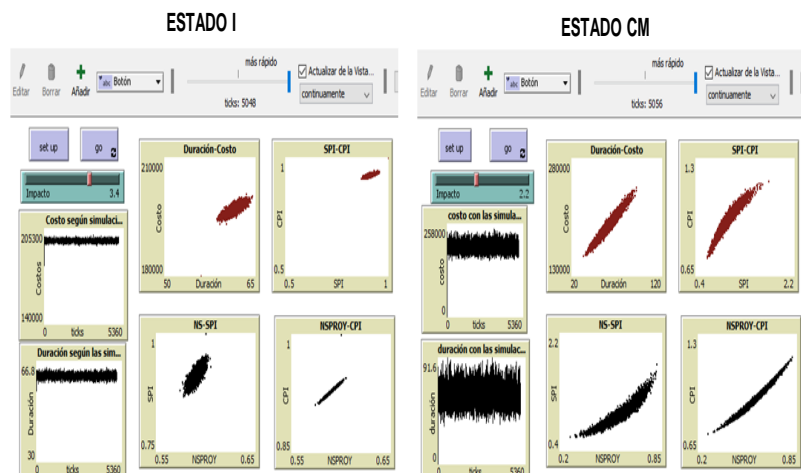 ESTADO I
más rápido
Editar Borrar Añadir abc Botón
ticks: 5048
Actualizar de la Vista...
continuamente
set up
go
Impacto 3.4
Costo según simulaci...
205300
Costos
140000
0 ticks 5360
Duración según las sim...
66.8
Duración
30
0 ticks 5360
Duración-Costo
210000
Costo
180000
50 Duración 65
SPI-CPI
1
CPI
0.5
0.5 SPI 1
NS-SPI
1
SPI
0.75
0.55 NSPROY 0.65
NSPROY-CPI
1
CPI
0.85
0.55 NSPROY 0.65
ESTADO CM
más rápido
Editar Borrar Añadir abc Botón
ticks: 5056
Actualizar de la Vista...
continuamente
set up
go
Impacto 2.2
costo con las simula...
258000
costo
0
0 ticks 5360
duración con las simulac...
91.6
duración
0
0 ticks 5360
Duración-Costo
280000
Costo
130000
20 Duración 120
SPI-CPI
1.3
CPI
0.65
0.4 SPI 2.2
NS-SPI
2.2
SPI
0.4
0.2 NSPROY 0.85
NSPROY-CPI
1.3
CPI
0.65
0.2 NSPROY 0.85